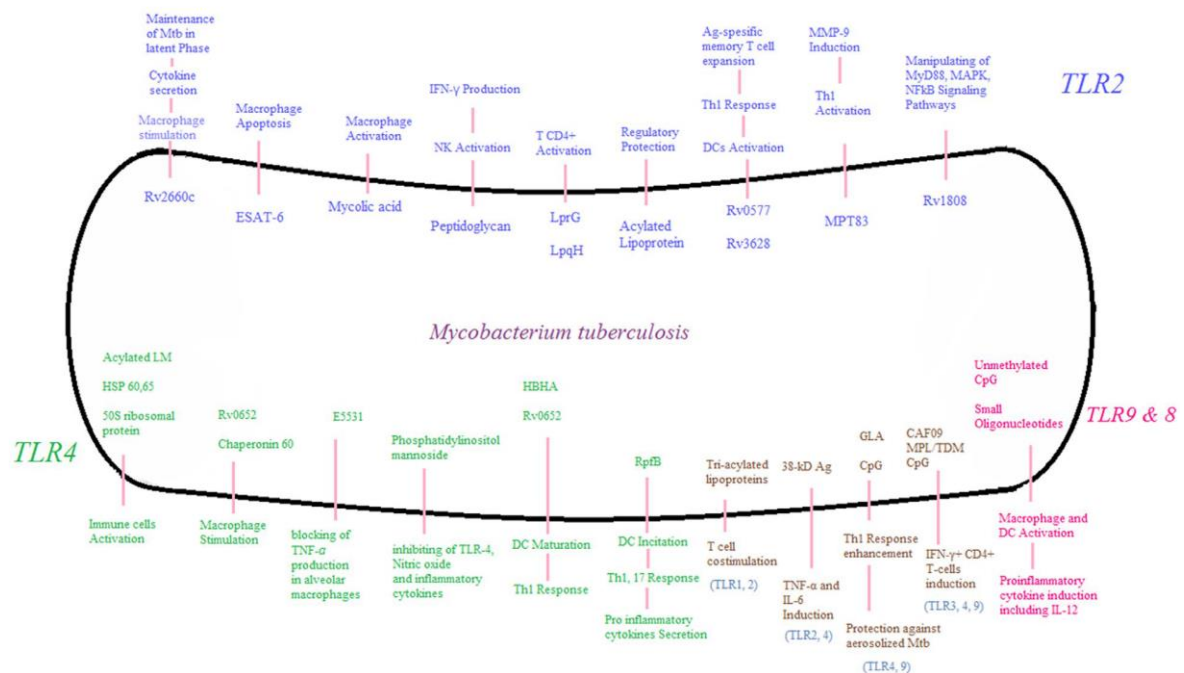 Maintenance
of Mtb in
latent Phase
Cytokine
secretion
Macrophage
stimulation
Rv2660c
Macrophage
Apoptosis
ESAT-6
Macrophage
Activation
Mycolic acid
IFN-γ Production
NK Activation
Peptidoglycan
T CD4+
Activation
LprG
LpqH
Regulatory
Protection
Acylated
Lipoprotein
Ag-spesific
memory T cell
expansion
Th1 Response
DCs Activation
Rv0577
Rv3628
MMP-9
Induction
Th1
Activation
MPT83
Manipulating of
MyD88, MAPK,
NFkB Signaling
Pathways
Rv1808
TLR2
Mycobacterium tuberculosis
TLR4
Acylated LM
HSP 60,65
50S ribosomal
protein
Immune cells
Activation
Rv0652
Chaperonin 60
Macrophage
Stimulation
E5531
blocking of
TNF-α
production
in alveolar
macrophages
Phosphatidylinositol
mannoside
inhibiting of TLR-4,
Nitric oxide
and inflammatory
cytokines
HBHA
Rv0652
DC Maturation
Th1 Response
RpfB
DC Incitation
Th1, 17 Response
Pro inflammatory
cytokines Secretion
Tri-acylated
lipoproteins
T cell
costimulation
(TLR1, 2)
38-kD Ag
TNF-α and
IL-6
Induction
(TLR2, 4)
GLA
CpG
Th1 Response
enhancement
Protection against
aerosolized Mtb
(TLR4, 9)
CAF09
MPL/TDM
CpG
IFN-γ+ CD4+
T-cells
induction
(TLR3, 4, 9)
Unmethylated
CpG
Small
Oligonucleotides
TLR9 & 8
Macrophage and
DC Activation
Proinflammatory
cytokine induction
including IL-12